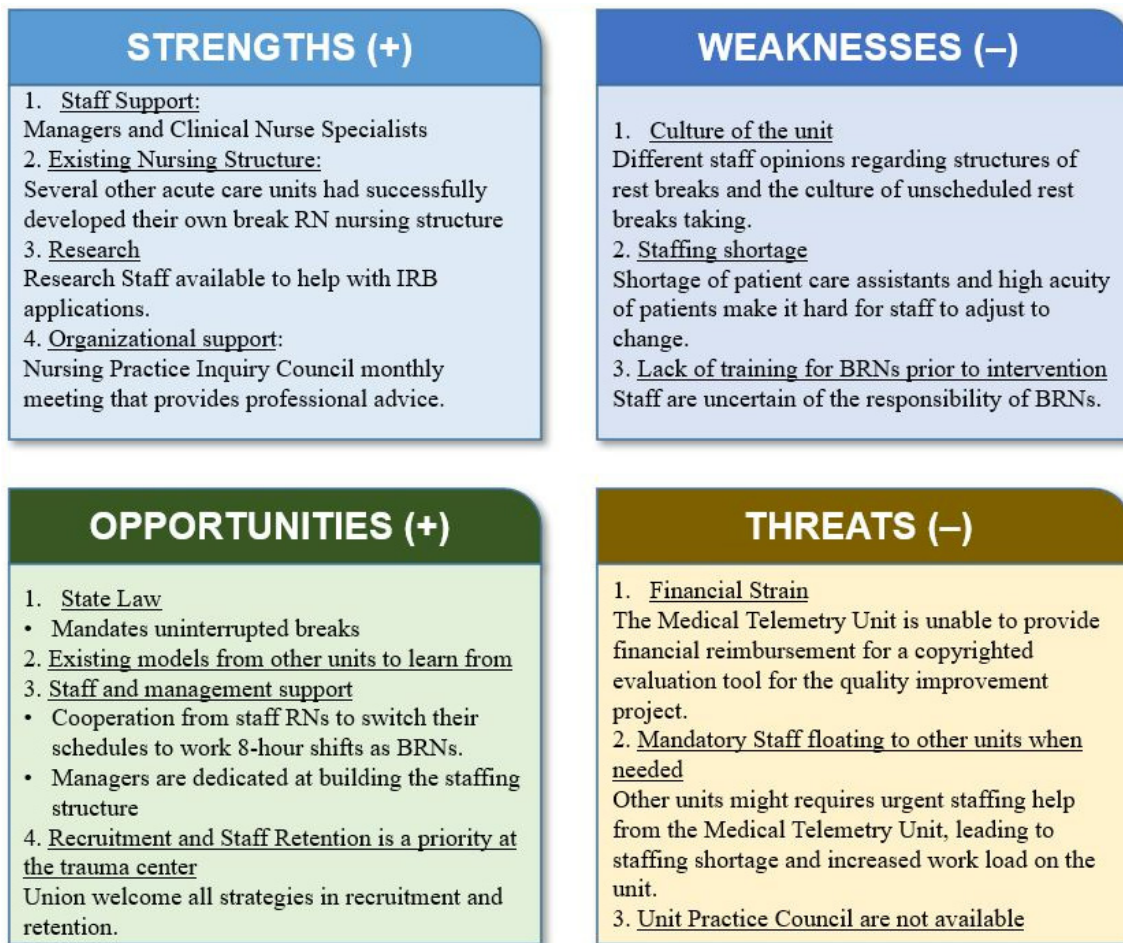 STRENGTHS (+)
1. Staff Support:
Managers and Clinical Nurse Specialists
2. Existing Nursing Structure:
Several other acute care units had successfully
developed their own break RN nursing structure
3. Research
Research Staff available to help with IRB
applications.
4. Organizational support:
Nursing Practice Inquiry Council monthly
meeting that provides professional advice.
WEAKNESSES (–)
1. Culture of the unit
Different staff opinions regarding structures of
rest breaks and the culture of unscheduled rest
breaks taking.
2. Staffing shortage
Shortage of patient care assistants and high acuity
of patients make it hard for staff to adjust to
change.
3. Lack of training for BRNs prior to intervention
Staff are uncertain of the responsibility of BRNs.
OPPORTUNITIES (+)
1. State Law
• Mandates uninterrupted breaks
2. Existing models from other units to learn from
3. Staff and management support
• Cooperation from staff RNs to switch their
schedules to work 8-hour shifts as BRNs.
• Managers are dedicated at building the staffing
structure
4. Recruitment and Staff Retention is a priority at
the trauma center
Union welcome all strategies in recruitment and
retention.
THREATS (–)
1. Financial Strain
The Medical Telemetry Unit is unable to provide
financial reimbursement for a copyrighted
evaluation tool for the quality improvement
project.
2. Mandatory Staff floating to other units when
needed
Other units might requires urgent staffing help
from the Medical Telemetry Unit, leading to
staffing shortage and increased work load on the
unit.
3. Unit Practice Council are not available